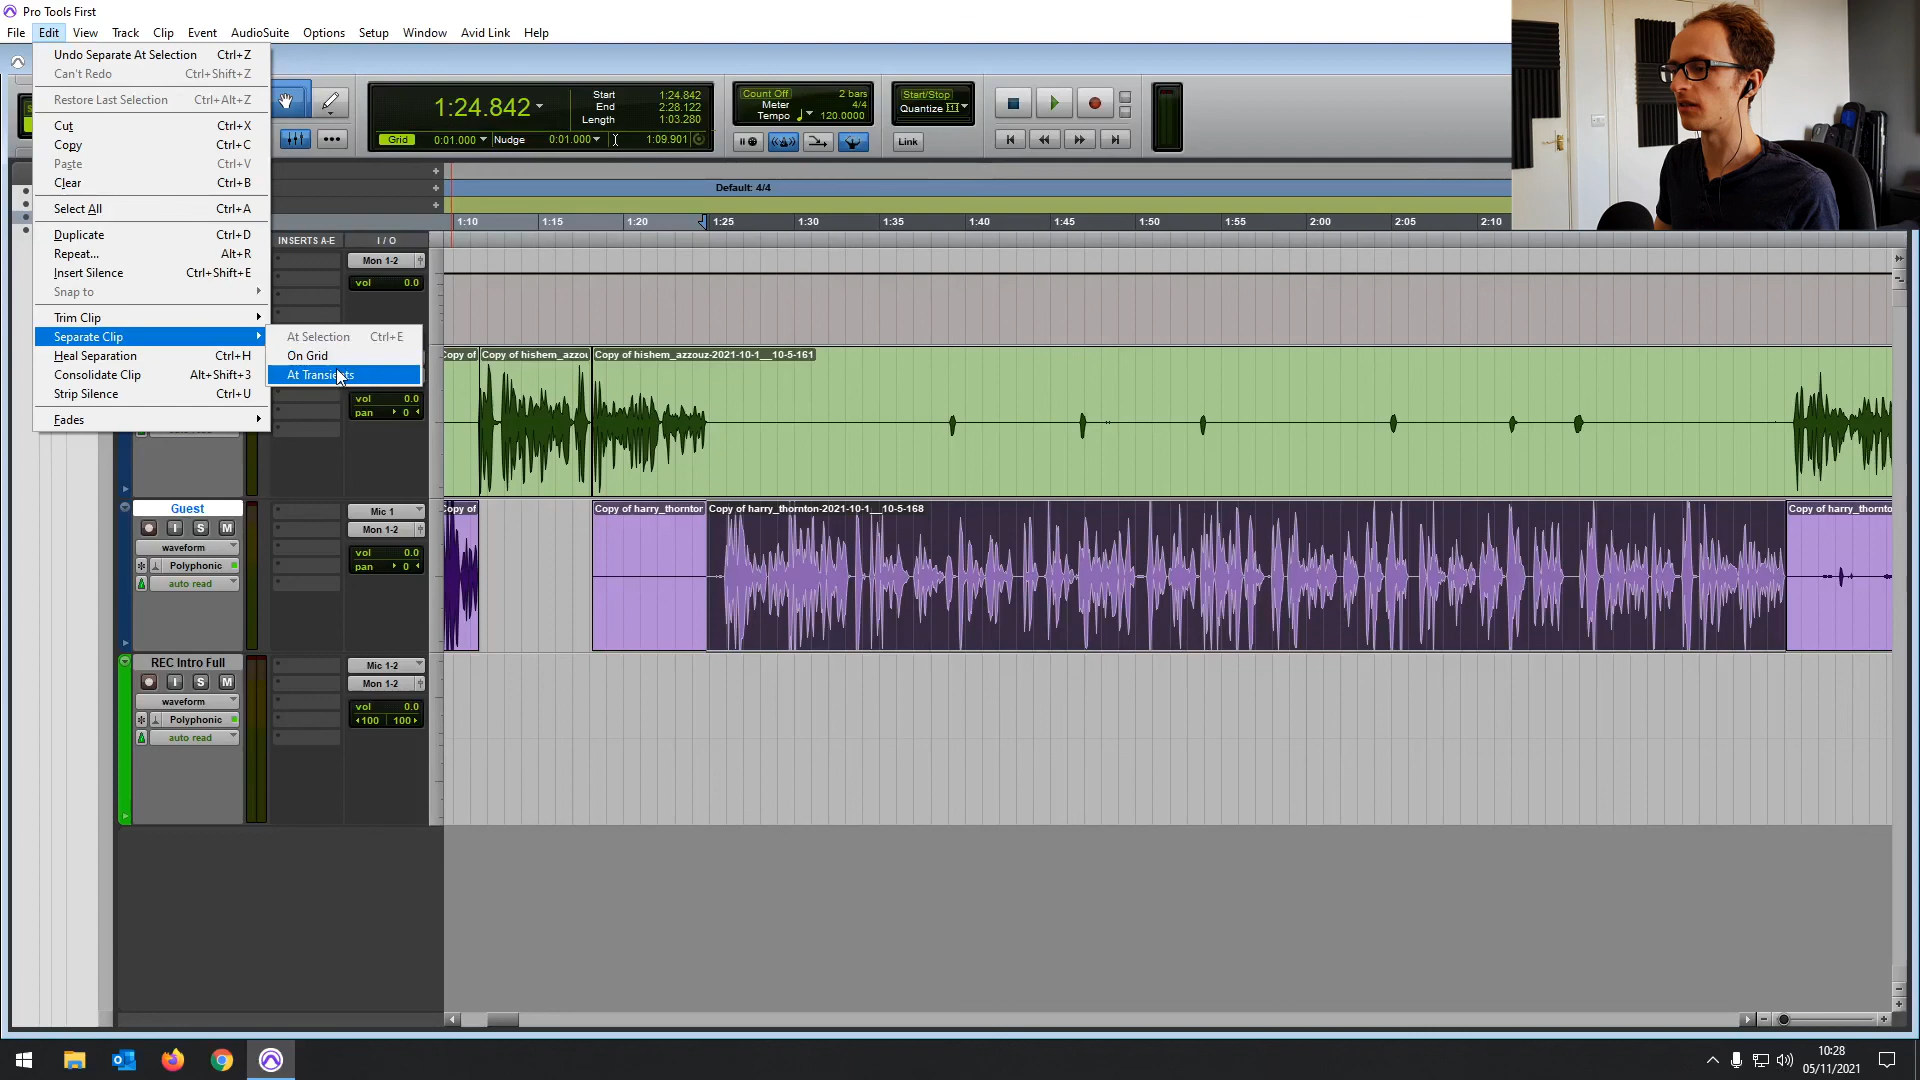 Pro Tools First
File Edit View Track Clip Event AudioSuite Options Setup Window Avid Link Help
Undo Separate At Selection Ctrl+Z
Can't Redo Ctrl+Shift+Z
Restore Last Selection Ctrl+Alt+Z
Cut Ctrl+X
Copy Ctrl+C
Paste Ctrl+V
Clear Ctrl+B
Select All Ctrl+A
Duplicate Ctrl+D
Repeat... Alt+R
Insert Silence Ctrl+Shift+E
Snap to
Trim Clip
Separate Clip
Heal Separation Ctrl+H
Consolidate Clip Alt+Shift+3
Strip Silence Ctrl+U
Fades
At Selection Ctrl+E
On Grid
At Transients
1:24.842
Start 1:24.842
End 2:28.122
Length 1:03.280
Grid 0:01.000 Nudge 0:01.000 1:09.901
Count Off 2 bars
Meter 4/4
Tempo 120.0000
Start/Stop
Quantize
Link
Default: 4/4
1:10 1:15 1:20 1:25 1:30 1:35 1:40 1:45 1:50 1:55 2:00 2:05 2:10
INSERTS A-E I / O
Mon 1-2
vol 0.0
Copy of Copy of hishem_azzou Copy of hishem_azzouz-2021-10-1__10-5-161
vol 0.0
pan 0
Guest
I S M
waveform
Polyphonic
auto read
Mic 1
Mon 1-2
vol 0.0
pan 0
Copy of Copy of harry_thornton Copy of harry_thornton-2021-10-1__10-5-168 Copy of harry_thornto
REC Intro Full
I S M
waveform
Polyphonic
auto read
Mic 1-2
Mon 1-2
vol 0.0
100 100
10:28
05/11/2021